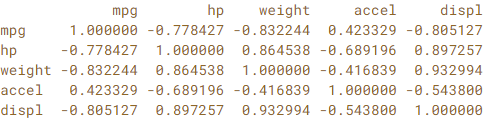 mpg hp weight accel displ
mpg 1.000000 -0.778427 -0.832244 0.423329 -0.805127
hp -0.778427 1.000000 0.864538 -0.689196 0.897257
weight -0.832244 0.864538 1.000000 -0.416839 0.932994
accel 0.423329 -0.689196 -0.416839 1.000000 -0.543800
displ -0.805127 0.897257 0.932994 -0.543800 1.000000